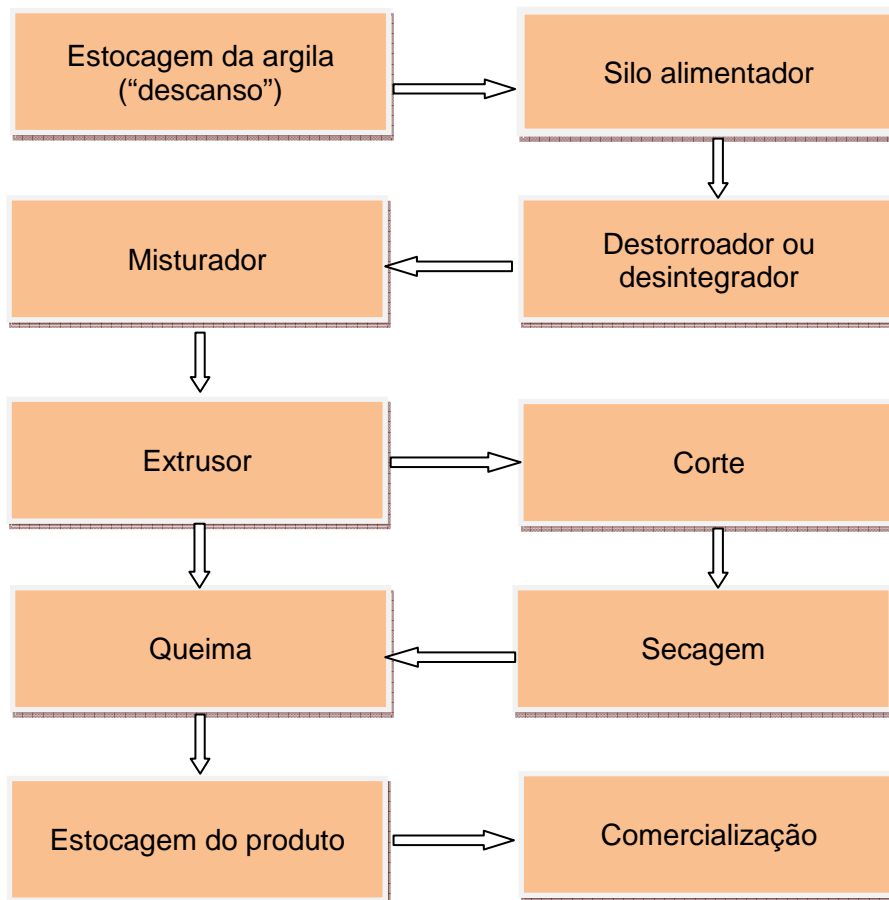 Estocagem da argila
(“descanso”)
Silo alimentador
Misturador
Destorroador ou
desintegrador
Extrusor
Corte
Queima
Secagem
Estocagem do produto
Comercialização